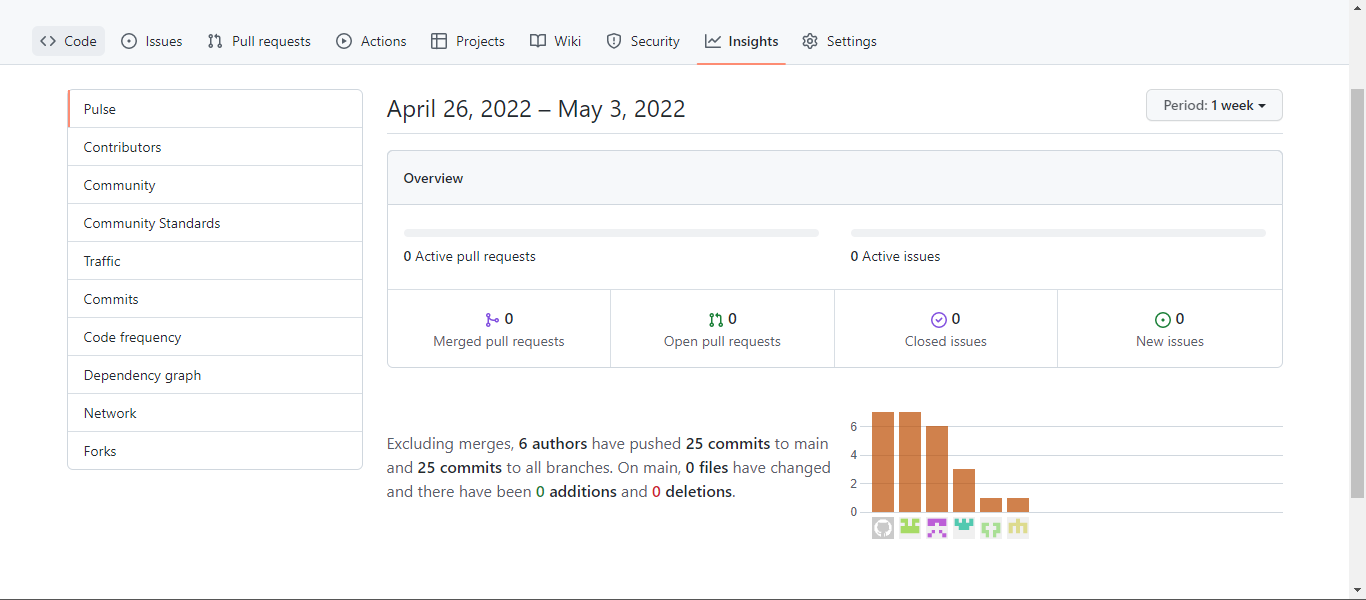 Code Issues Pull requests Actions Projects Wiki Security Insights Settings
Pulse
Contributors
Community
Community Standards
Traffic
Commits
Code frequency
Dependency graph
Network
Forks
April 26, 2022 – May 3, 2022
Period: 1 week
Overview
0 Active pull requests
0 Active issues
0
Merged pull requests
0
Open pull requests
0
Closed issues
0
New issues
Excluding merges, 6 authors have pushed 25 commits to main
and 25 commits to all branches. On main, 0 files have changed
and there have been 0 additions and 0 deletions.
6
4
2
0